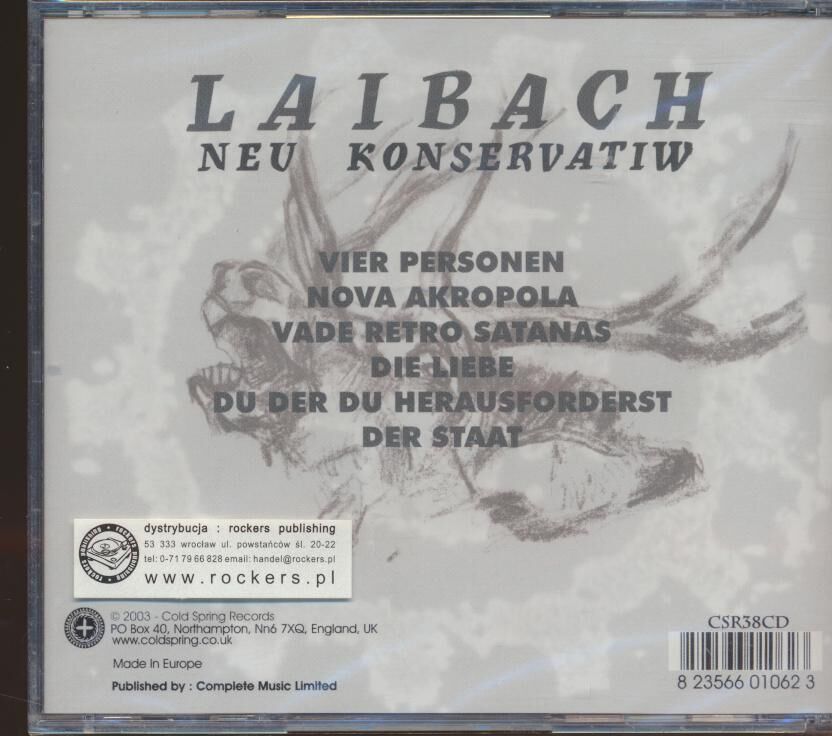 LAIBACH
NEU KONSERVATIW
VIER PERSONEN
NOVA AKROPOLA
VADE RETRO SATANAS
DIE LIEBE
DU DER DU HERAUSFORDERST
DER STAAT
dystrybucja : rockers publishing
53 333 wrocław ul. powstańców śl. 20-22
tel: 0-71 79 66 828 email: handel@rockers.pl
www.rockers.pl
rockers publishing
© 2003 - Cold Spring Records
PO Box 40, Northampton, Nn6 7XQ, England, UK
www.coldspring.co.uk
Made In Europe
Published by : Complete Music Limited
CSR38CD
8 23566 01062 3